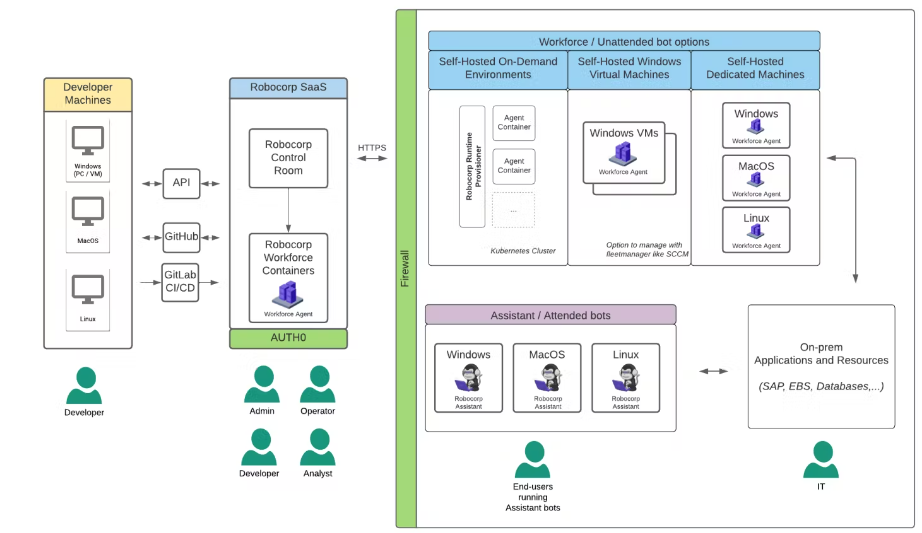 Developer
Machines
Windows
(PC / VM)
MacOS
Linux
Developer
API
GitHub
GitLab
CI/CD
Robocorp SaaS
Robocorp
Control
Room
Robocorp
Workforce
Containers
Workforce Agent
AUTH0
Admin
Operator
Developer
Analyst
HTTPS
Firewall
Workforce / Unattended bot options
Self-Hosted On-Demand
Environments
Robocorp Runtime
Provisioner
Agent
Container
Agent
Container
...
Kubernetes Cluster
Self-Hosted Windows
Virtual Machines
Windows VMs
Workforce Agent
Option to manage with
fleetmanager like SCCM
Self-Hosted
Dedicated Machines
Windows
Workforce Agent
MacOS
Workforce Agent
Linux
Workforce Agent
Assistant / Attended bots
Windows
Robocorp
Assistant
MacOS
Robocorp
Assistant
Linux
Robocorp
Assistant
End-users
running
Assistant bots
On-prem
Applications and Resources
(SAP, EBS, Databases,...)
IT